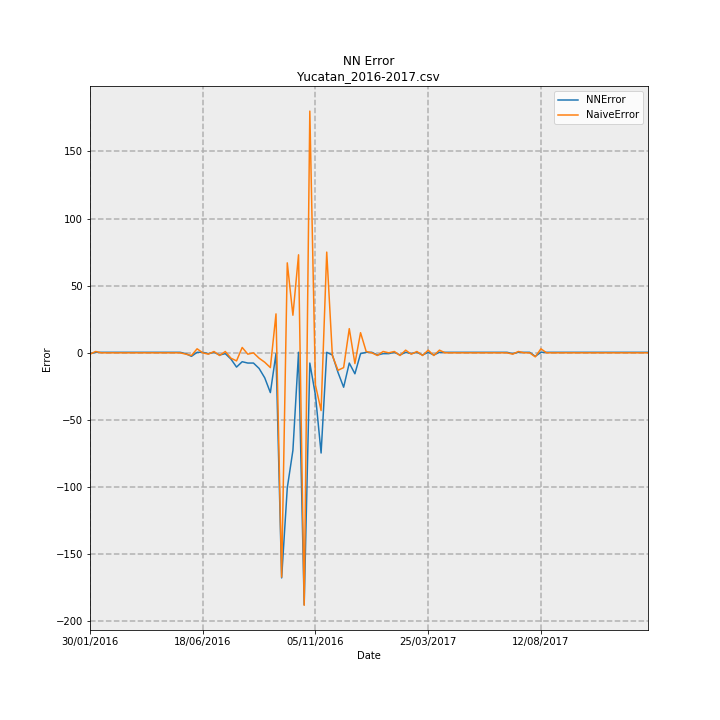 NN Error
Yucatan_2016-2017.csv
NNError
NaiveError
150
100
50
0
−50
−100
−150
−200
Error
30/01/2016 18/06/2016 05/11/2016 25/03/2017 12/08/2017
Date